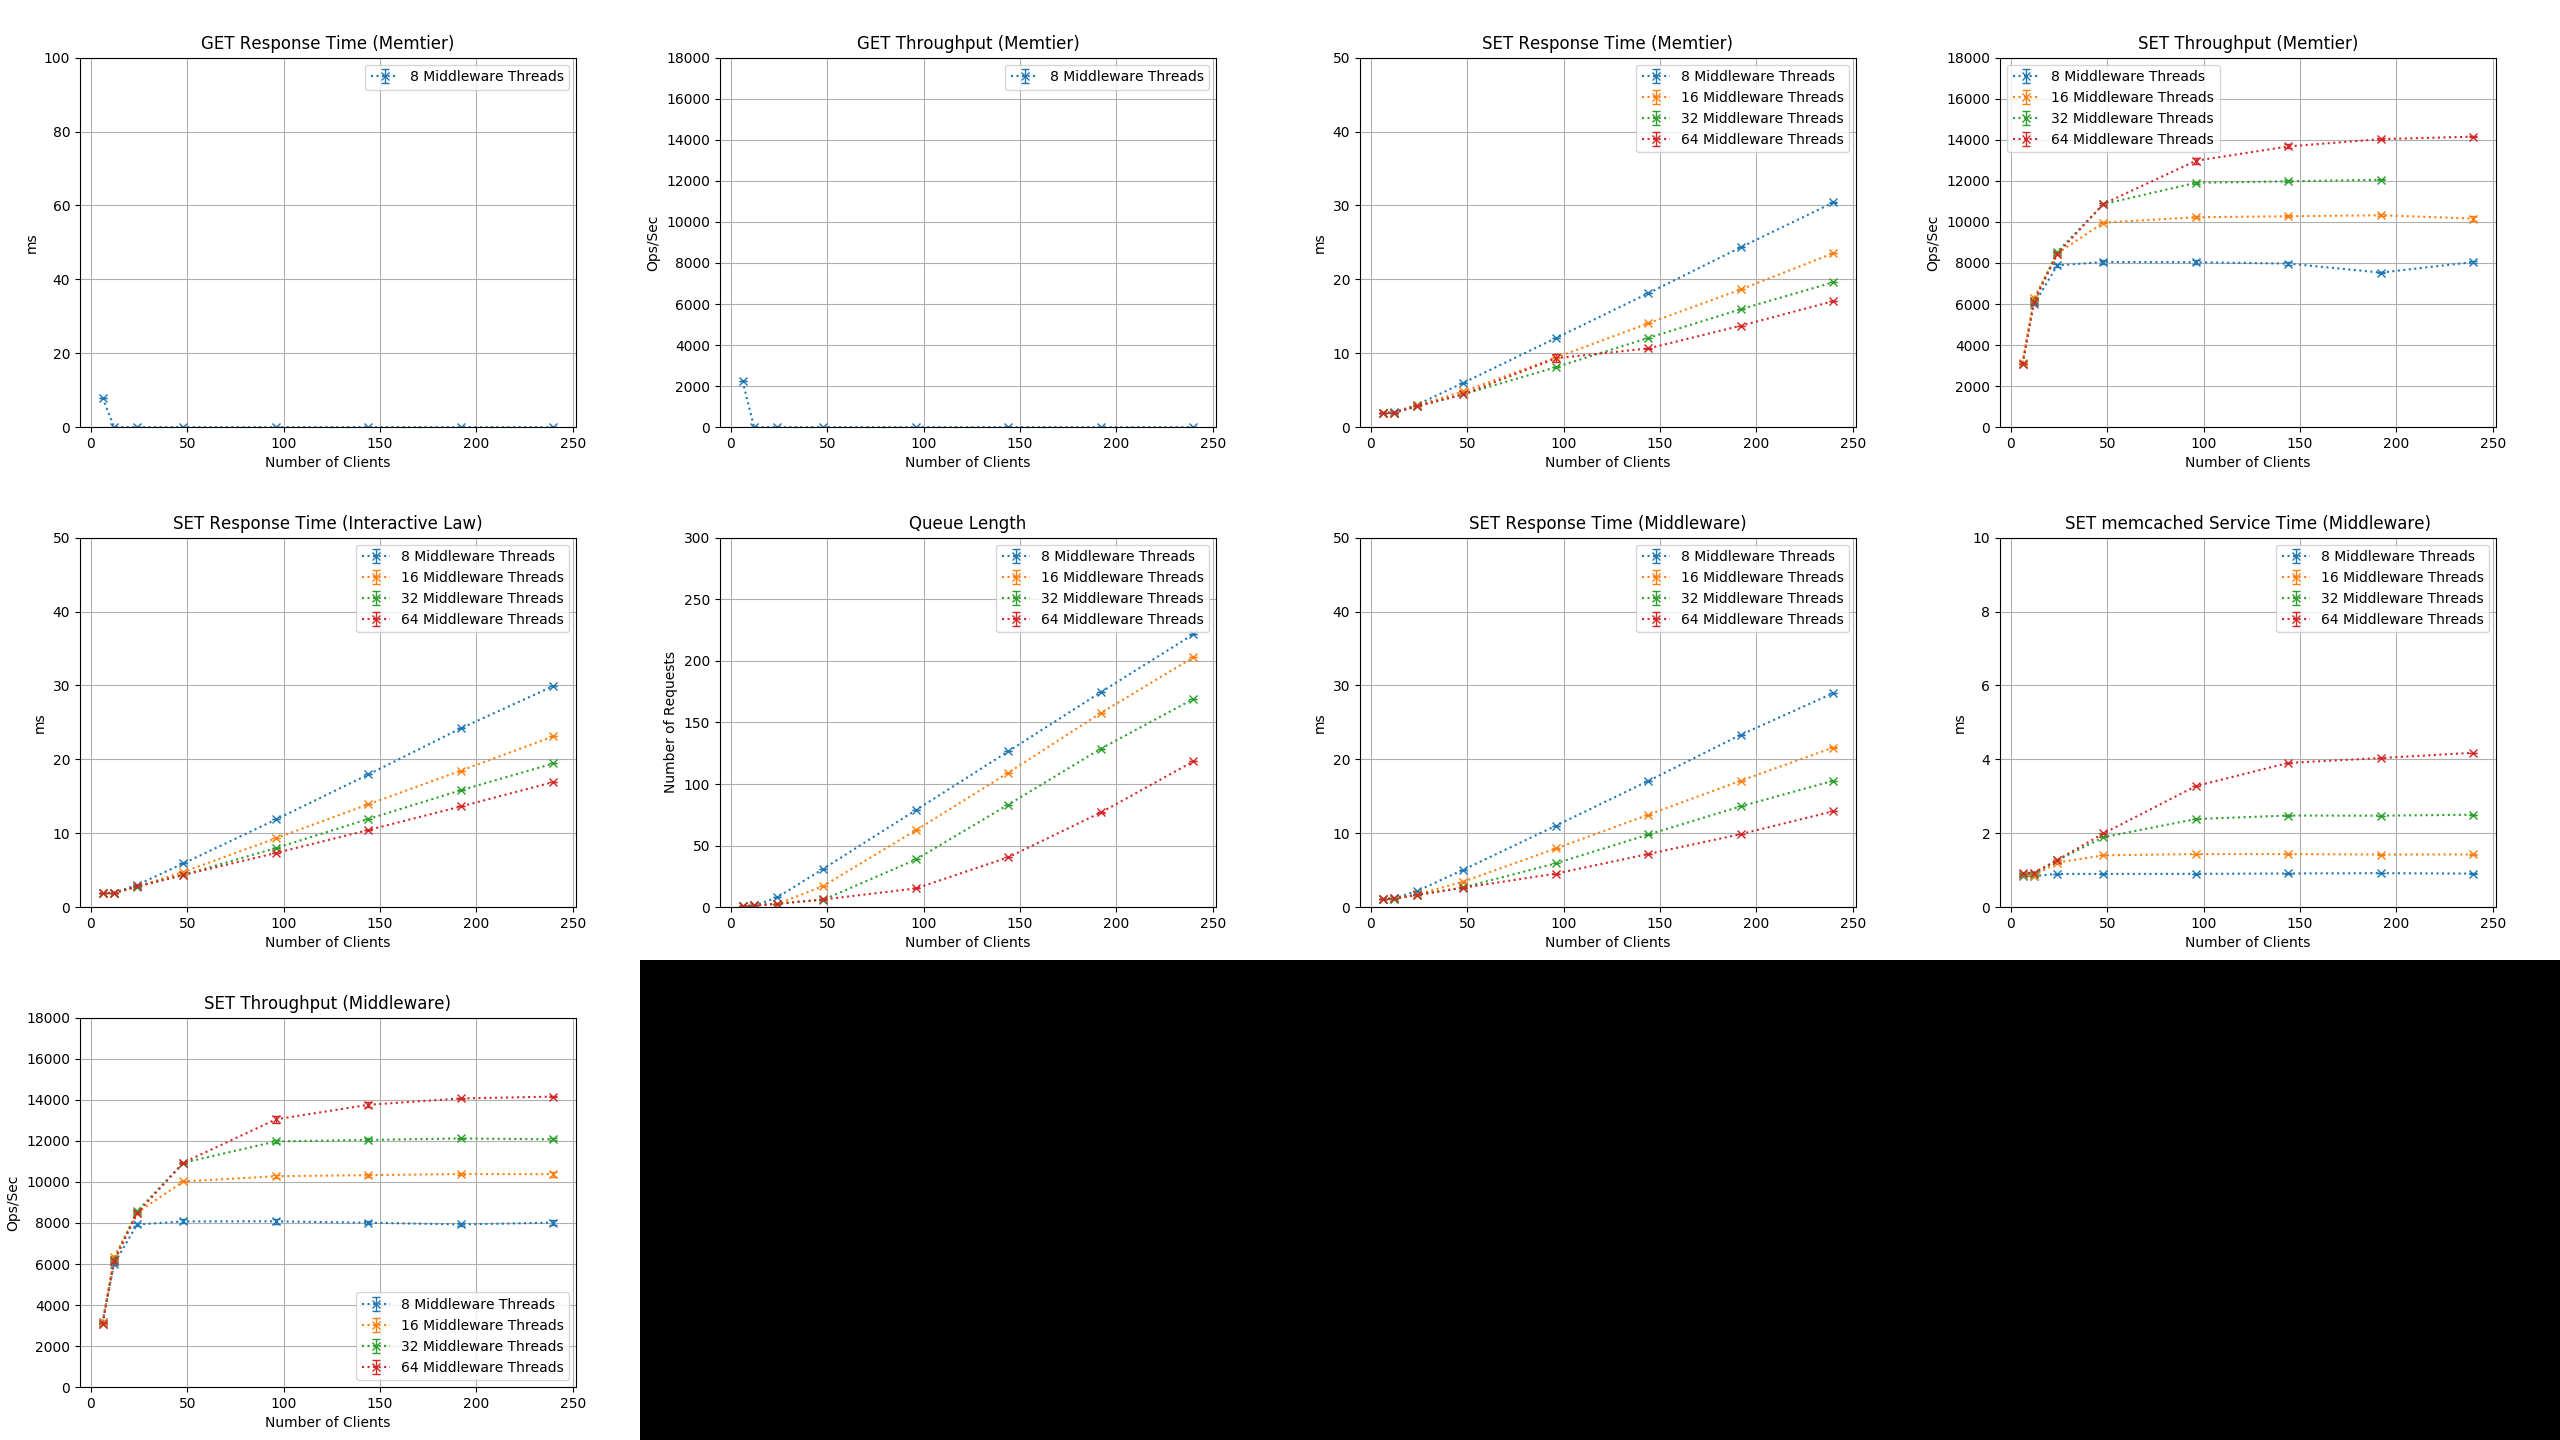 GET Response Time (Memtier)
100
80
60
40
20
0
ms
8 Middleware Threads
0 50 100 150 200 250
Number of Clients
GET Throughput (Memtier)
18000
16000
14000
12000
10000
8000
6000
4000
2000
0
Ops/Sec
8 Middleware Threads
0 50 100 150 200 250
Number of Clients
SET Response Time (Memtier)
50
40
30
20
10
0
ms
8 Middleware Threads
16 Middleware Threads
32 Middleware Threads
64 Middleware Threads
0 50 100 150 200 250
Number of Clients
SET Throughput (Memtier)
18000
16000
14000
12000
10000
8000
6000
4000
2000
0
Ops/Sec
8 Middleware Threads
16 Middleware Threads
32 Middleware Threads
64 Middleware Threads
0 50 100 150 200 250
Number of Clients
SET Response Time (Interactive Law)
50
40
30
20
10
0
ms
8 Middleware Threads
16 Middleware Threads
32 Middleware Threads
64 Middleware Threads
0 50 100 150 200 250
Number of Clients
Queue Length
300
250
200
150
100
50
0
Number of Requests
8 Middleware Threads
16 Middleware Threads
32 Middleware Threads
64 Middleware Threads
0 50 100 150 200 250
Number of Clients
SET Response Time (Middleware)
50
40
30
20
10
0
ms
8 Middleware Threads
16 Middleware Threads
32 Middleware Threads
64 Middleware Threads
0 50 100 150 200 250
Number of Clients
SET memcached Service Time (Middleware)
10
8
6
4
2
0
ms
8 Middleware Threads
16 Middleware Threads
32 Middleware Threads
64 Middleware Threads
0 50 100 150 200 250
Number of Clients
SET Throughput (Middleware)
18000
16000
14000
12000
10000
8000
6000
4000
2000
0
Ops/Sec
8 Middleware Threads
16 Middleware Threads
32 Middleware Threads
64 Middleware Threads
0 50 100 150 200 250
Number of Clients